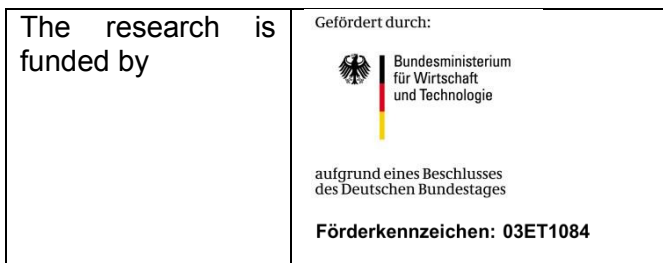 The research is
funded by
Gefördert durch:
Bundesministerium
für Wirtschaft
und Technologie
aufgrund eines Beschlusses
des Deutschen Bundestages
Förderkennzeichen: 03ET1084